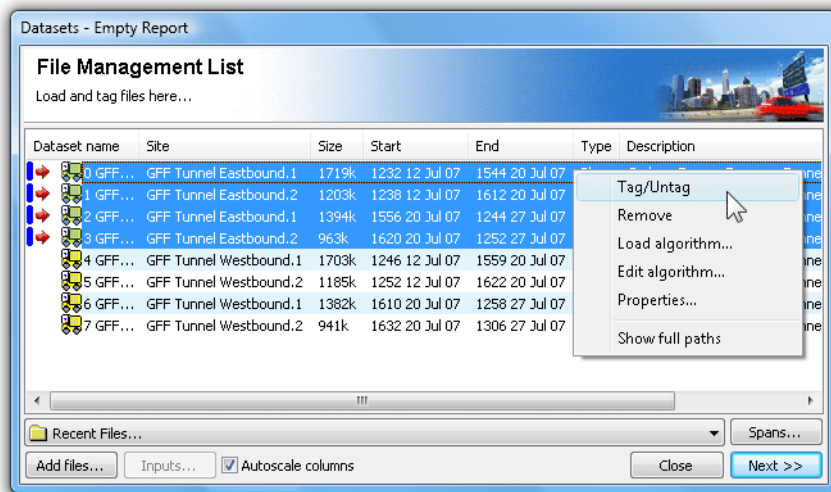 Datasets - Empty Report
File Management List
Load and tag files here...
Dataset name Site Size Start End Type Description
0 GFF... GFF Tunnel Eastbound.1 1719k 1232 12 Jul 07 1544 20 Jul 07
1 GFF... GFF Tunnel Eastbound.2 1203k 1238 12 Jul 07 1612 20 Jul 07
2 GFF... GFF Tunnel Eastbound.1 1394k 1556 20 Jul 07 1244 27 Jul 07
3 GFF... GFF Tunnel Eastbound.2 963k 1620 20 Jul 07 1252 27 Jul 07
4 GFF... GFF Tunnel Westbound.1 1703k 1246 12 Jul 07 1559 20 Jul 07
5 GFF... GFF Tunnel Westbound.2 1185k 1252 12 Jul 07 1622 20 Jul 07
6 GFF... GFF Tunnel Westbound.1 1382k 1610 20 Jul 07 1258 27 Jul 07
7 GFF... GFF Tunnel Westbound.2 941k 1632 20 Jul 07 1306 27 Jul 07
Tag/Untag
Remove
Load algorithm...
Edit algorithm...
Properties...
Show full paths
Recent Files... Spans...
Add files... Inputs... Autoscale columns Close Next >>